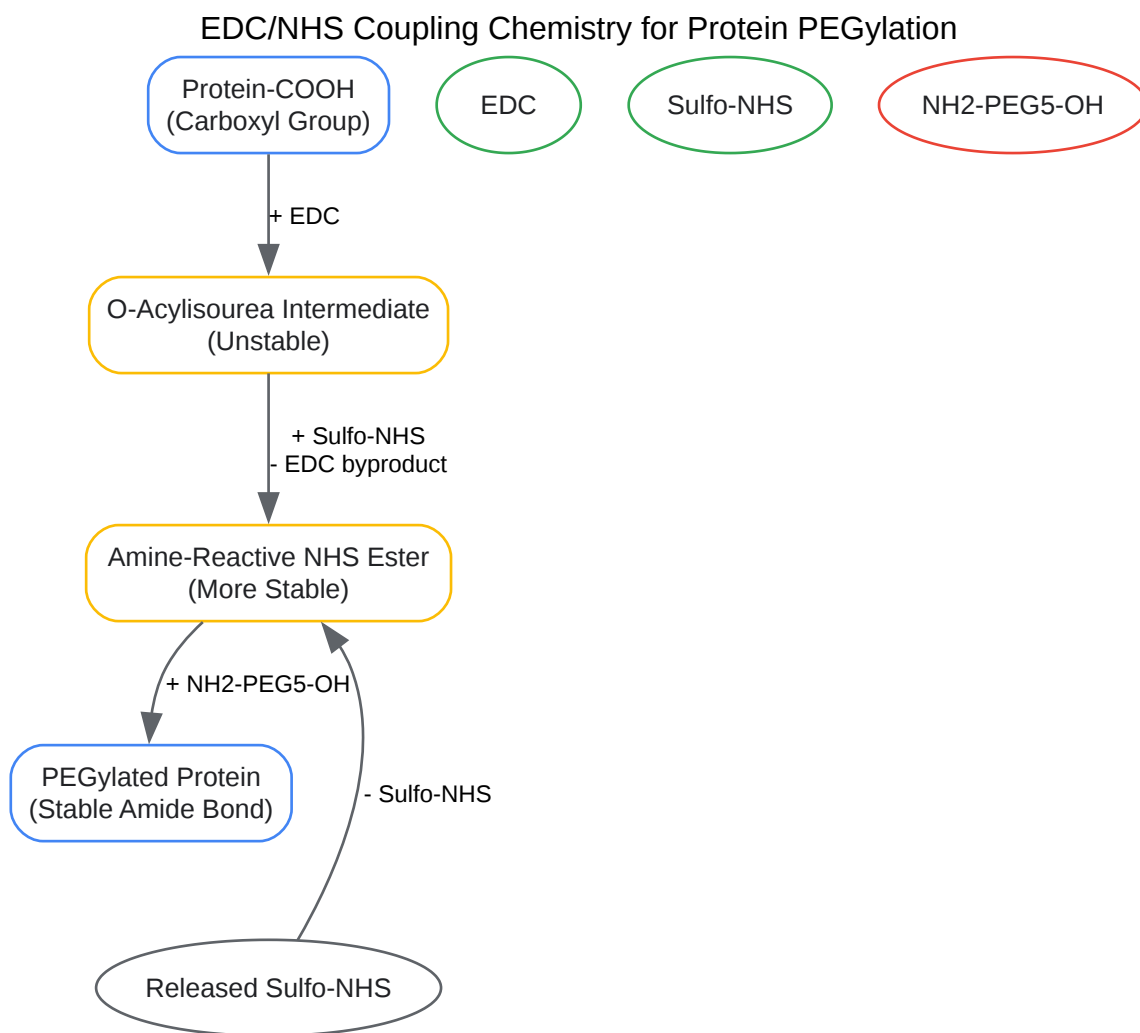 EDC/NHS Coupling Chemistry for Protein PEGylation
Protein-COOH
(Carboxyl Group)
EDC
Sulfo-NHS
NH2-PEG5-OH
+ EDC
O-Acylisourea Intermediate
(Unstable)
+ Sulfo-NHS
- EDC byproduct
Amine-Reactive NHS Ester
(More Stable)
+ NH2-PEG5-OH
PEGylated Protein
(Stable Amide Bond)
- Sulfo-NHS
Released Sulfo-NHS